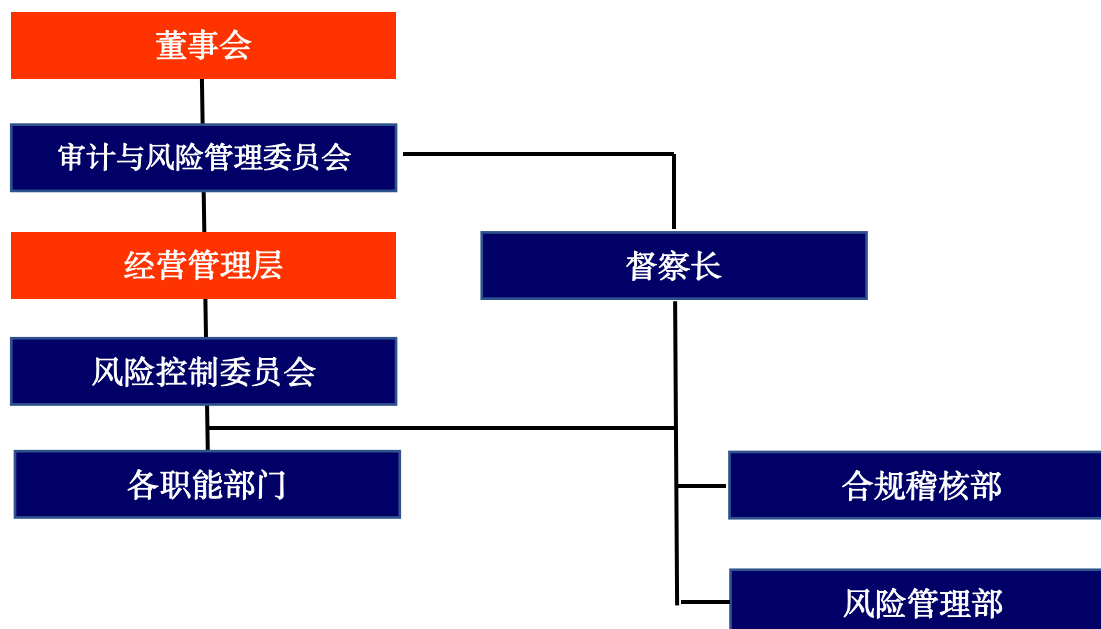 董事会
审计与风险管理委员会
经营管理层
督察长
风险控制委员会
各职能部门
合规稽核部
风险管理部